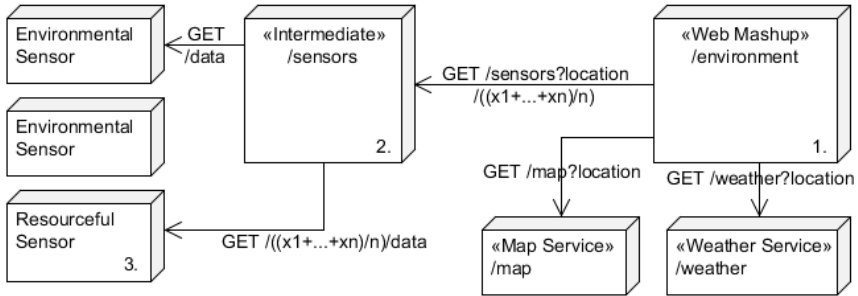 Environmental
Sensor
GET
/data
«Intermediate»
/sensors
2.
GET /sensors?location
/((x1+...+xn)/n)
«Web Mashup»
/environment
1.
Environmental
Sensor
Resourceful
Sensor
3.
GET /((x1+...+xn)/n)/data
GET /map?location
GET /weather?location
«Map Service»
/map
«Weather Service»
/weather